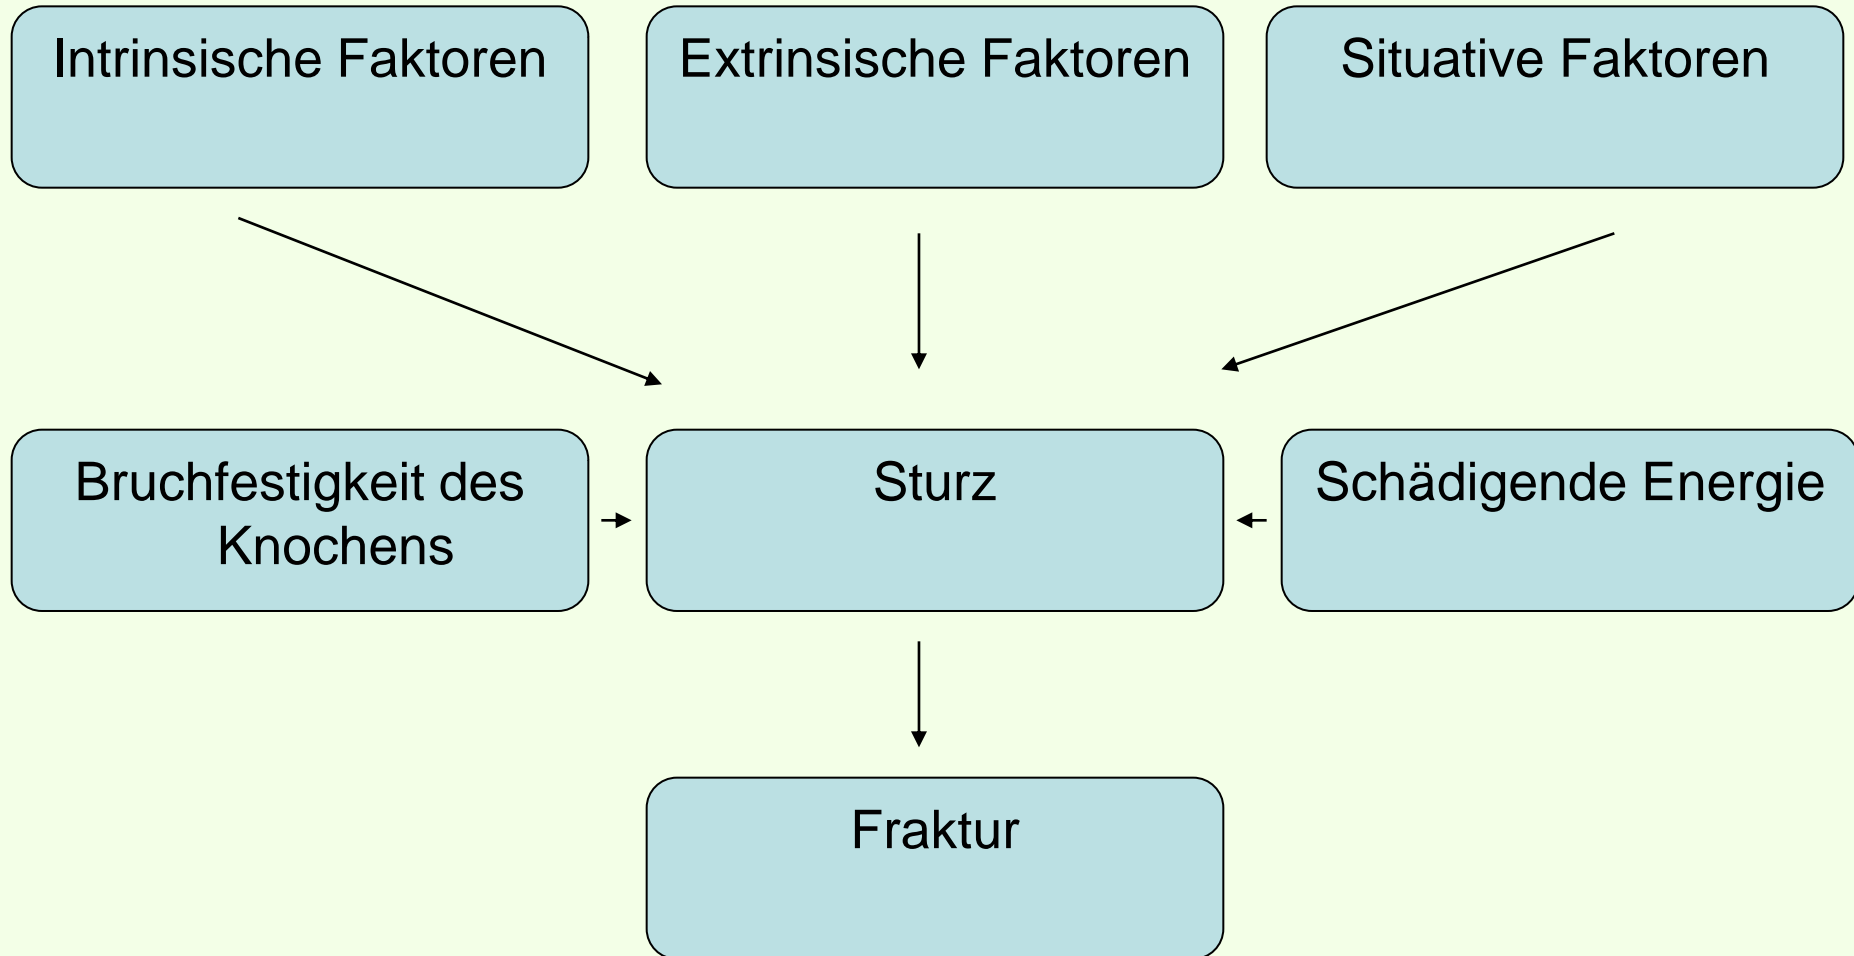 Intrinsische Faktoren
Extrinsische Faktoren
Situative Faktoren
Bruchfestigkeit des
Knochens
Sturz
Schädigende Energie
Fraktur